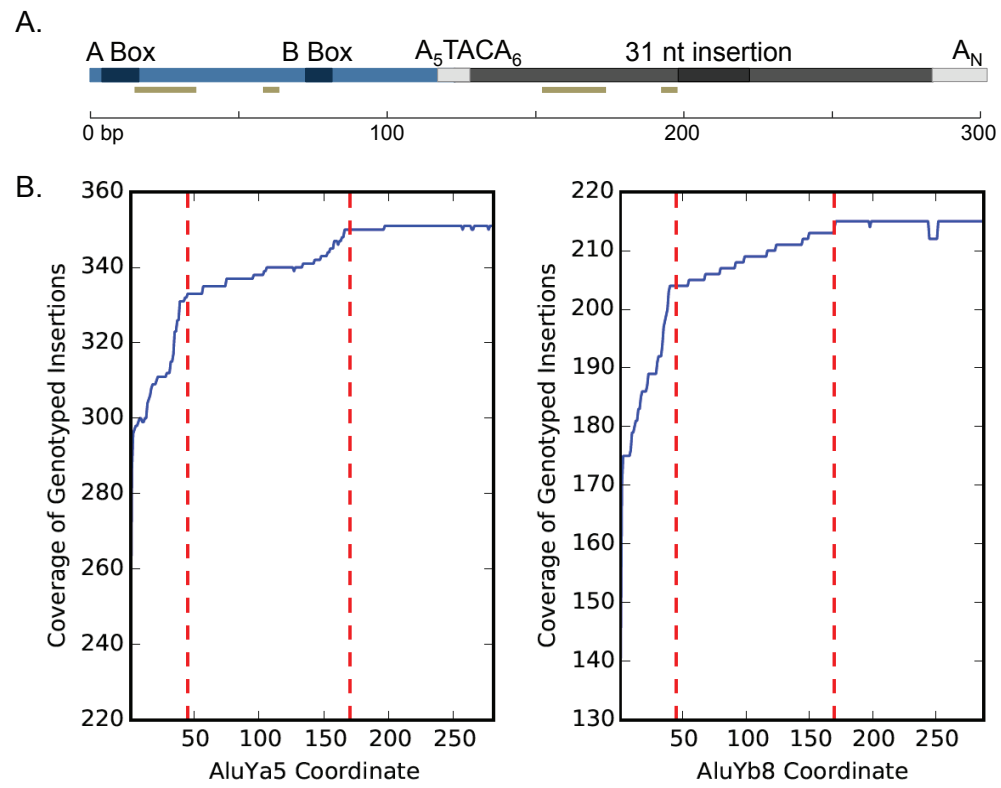 A.
A Box B Box A₅TACA₆ 31 nt insertion Aₙ
0 bp 100 200 300
B.
360
340
320
300
280
260
240
220
50 100 150 200 250
AluYa5 Coordinate
Coverage of Genotyped Insertions
220
210
200
190
180
170
160
150
140
130
50 100 150 200 250
AluYb8 Coordinate
Coverage of Genotyped Insertions